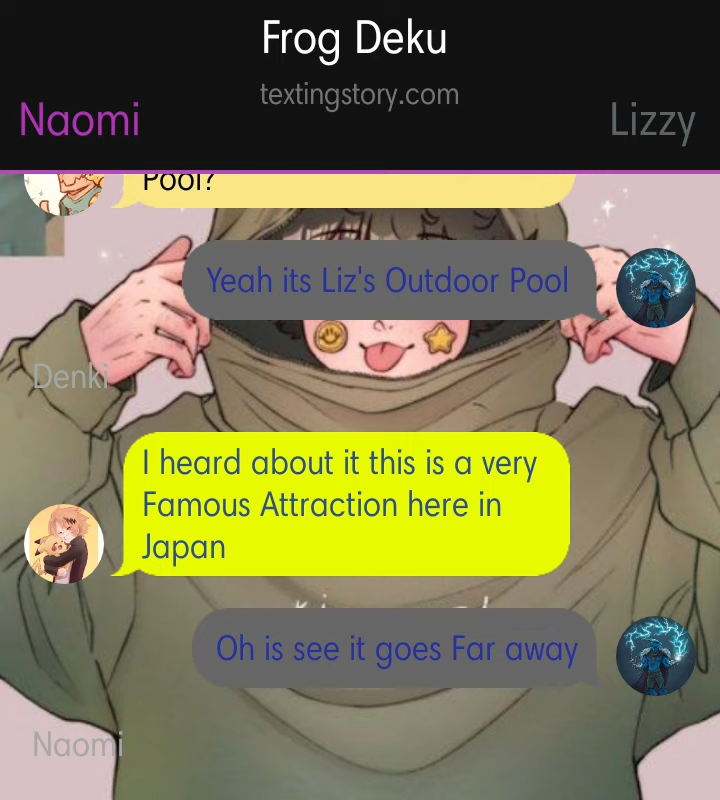 Frog Deku
textingstory.com
Naomi
Lizzy
Pool?
Yeah its Liz's Outdoor Pool
Denki
I heard about it this is a very
Famous Attraction here in
Japan
Oh is see it goes Far away
Naomi